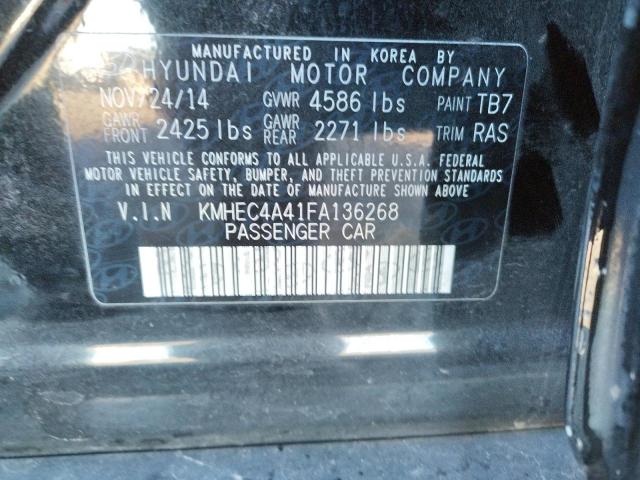 MANUFACTURED IN KOREA BY
HYUNDAI MOTOR COMPANY
NOV/24/14 GVWR 4586 lbs PAINT TB7
GAWR FRONT 2425 lbs GAWR REAR 2271 lbs TRIM RAS
THIS VEHICLE CONFORMS TO ALL APPLICABLE U.S.A. FEDERAL
MOTOR VEHICLE SAFETY, BUMPER, AND THEFT PREVENTION STANDARDS
IN EFFECT ON THE DATE OF MANUFACTURE SHOWN ABOVE
V.I.N KMHEC4A41FA136268
PASSENGER CAR